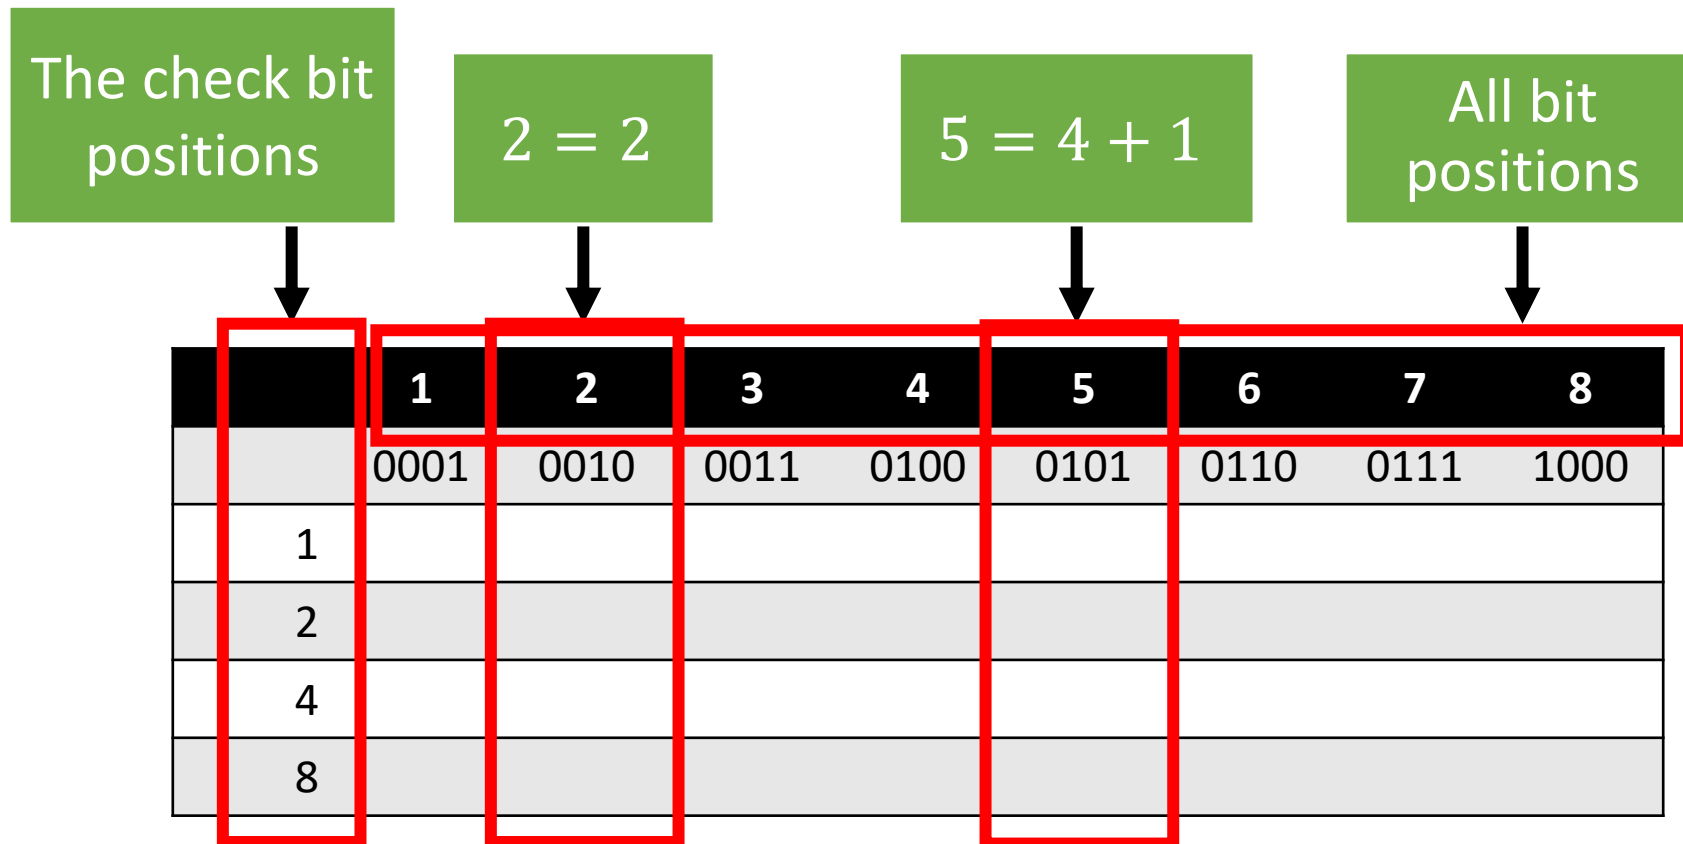 The check bit
positions
2 = 2
5 = 4 + 1
All bit
positions
1 2 3 4 5 6 7 8
0001 0010 0011 0100 0101 0110 0111 1000
1
2
4
8